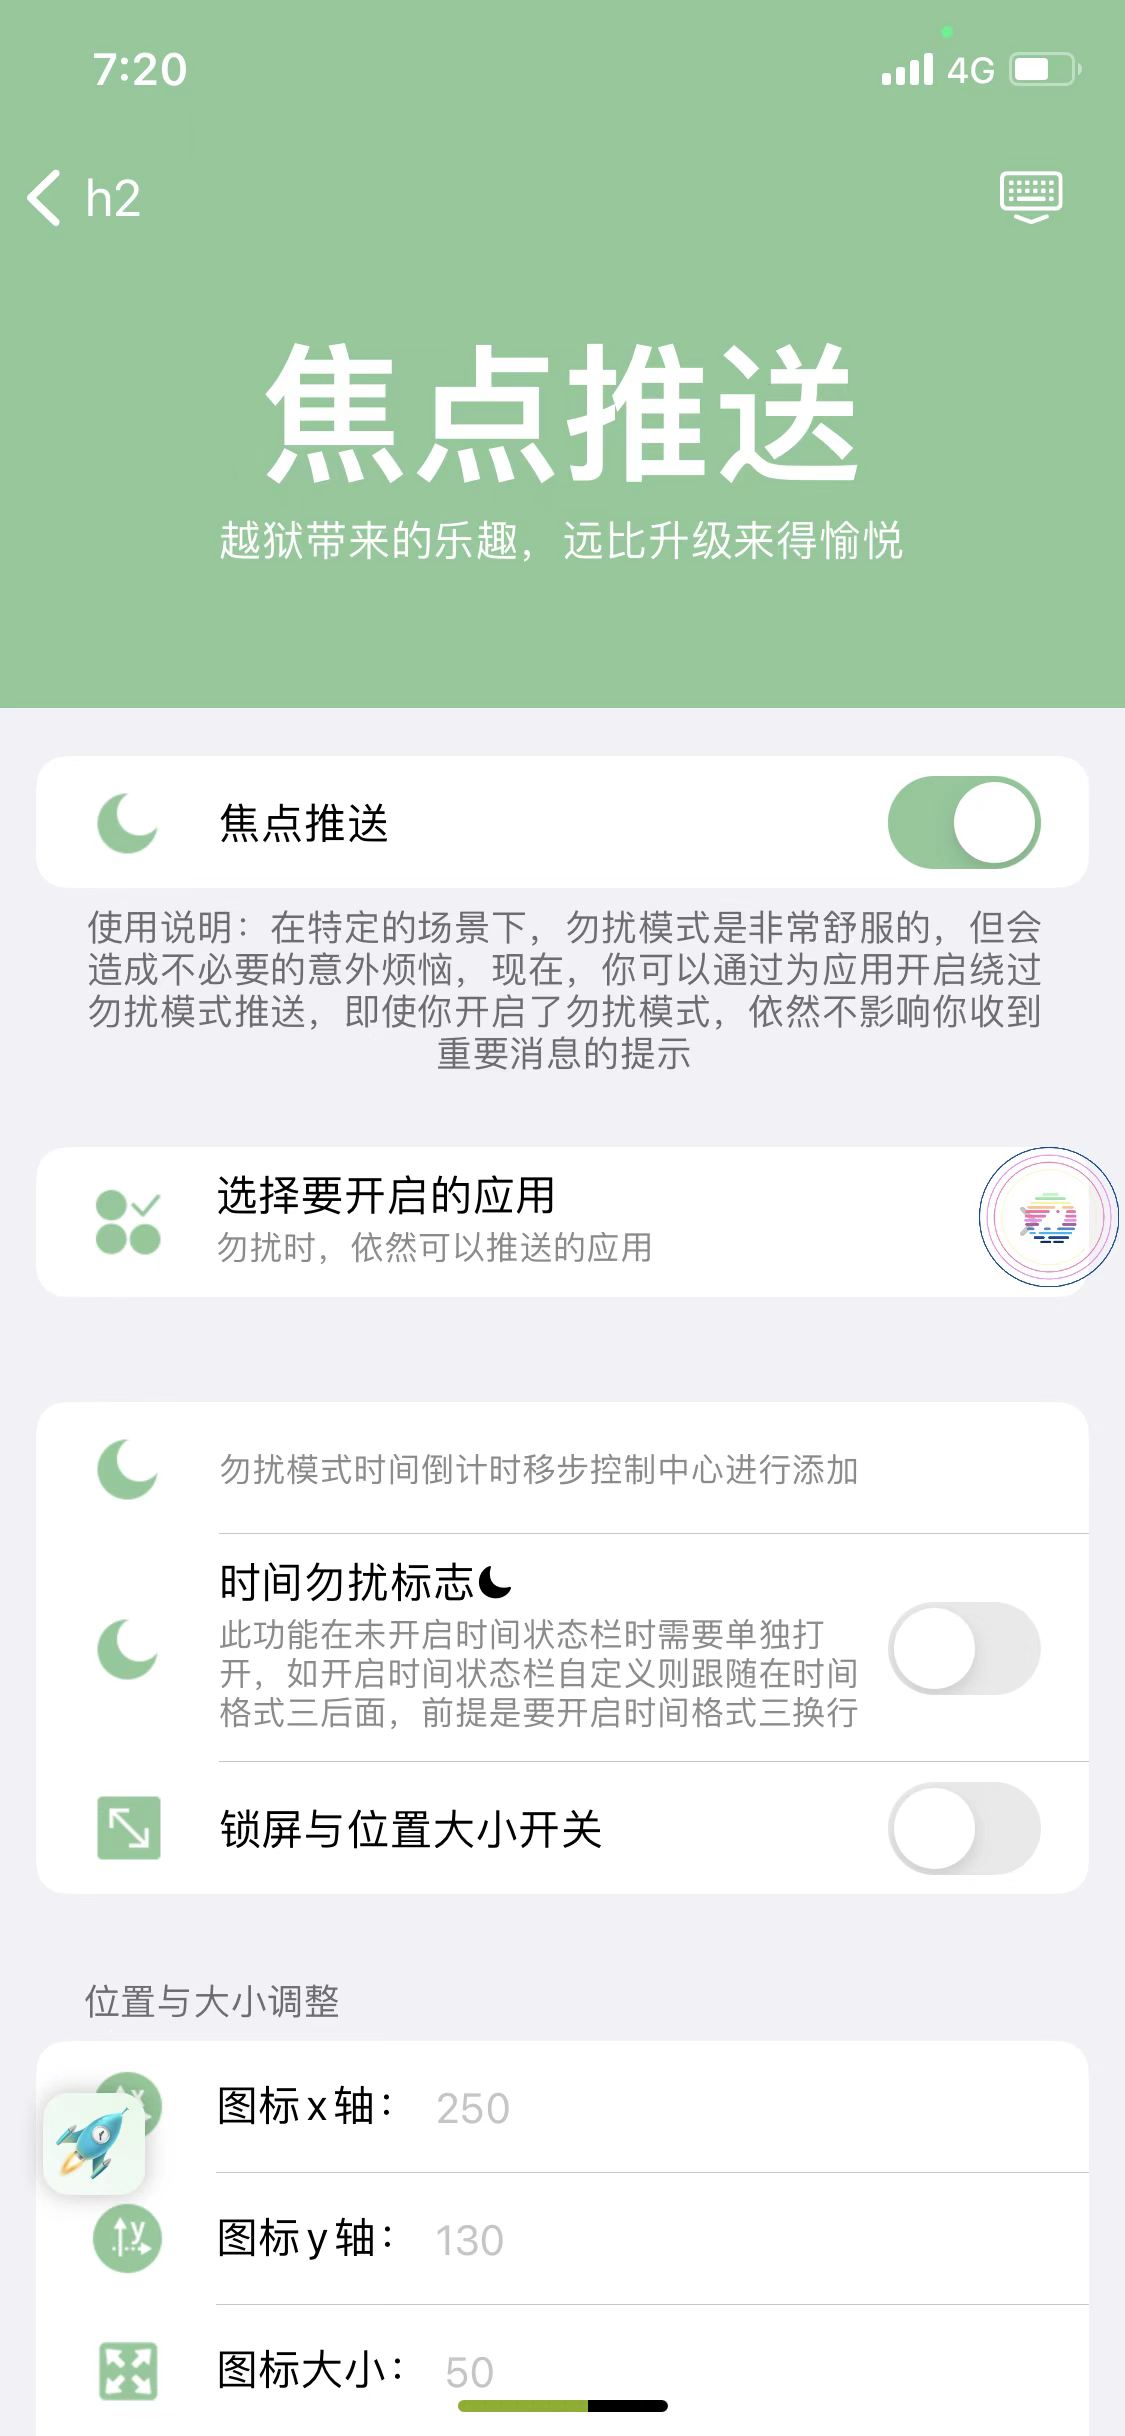 7:20
4G
h2
焦点推送
越狱带来的乐趣，远比升级来得愉悦
焦点推送
使用说明：在特定的场景下，勿扰模式是非常舒服的，但会
造成不必要的意外烦恼，现在，你可以通过为应用开启绕过
勿扰模式推送，即使你开启了勿扰模式，依然不影响你收到
重要消息的提示
选择要开启的应用
勿扰时，依然可以推送的应用
勿扰模式时间倒计时移步控制中心进行添加
时间勿扰标志
此功能在未开启时间状态栏时需要单独打
开，如开启时间状态栏自定义则跟随在时间
格式三后面，前提是要开启时间格式三换行
锁屏与位置大小开关
位置与大小调整
图标x轴： 250
图标y轴： 130
图标大小： 50